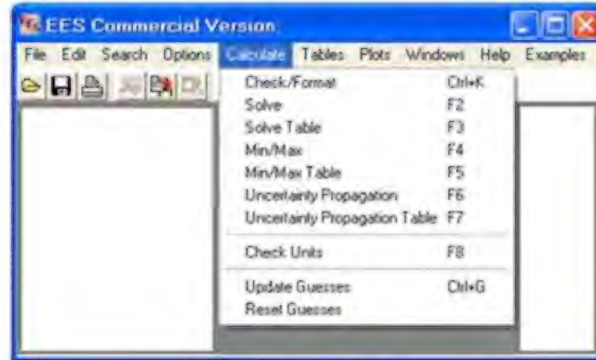 EES Commercial Version
File Edit Search Options Calculate Tables Plots Windows Help Examples
Check/Format Ctrl+K
Solve F2
Solve Table F3
Min/Max F4
Min/Max Table F5
Uncertainty Propagation F6
Uncertainty Propagation Table F7
Check Units F8
Update Guesses Ctrl+G
Reset Guesses